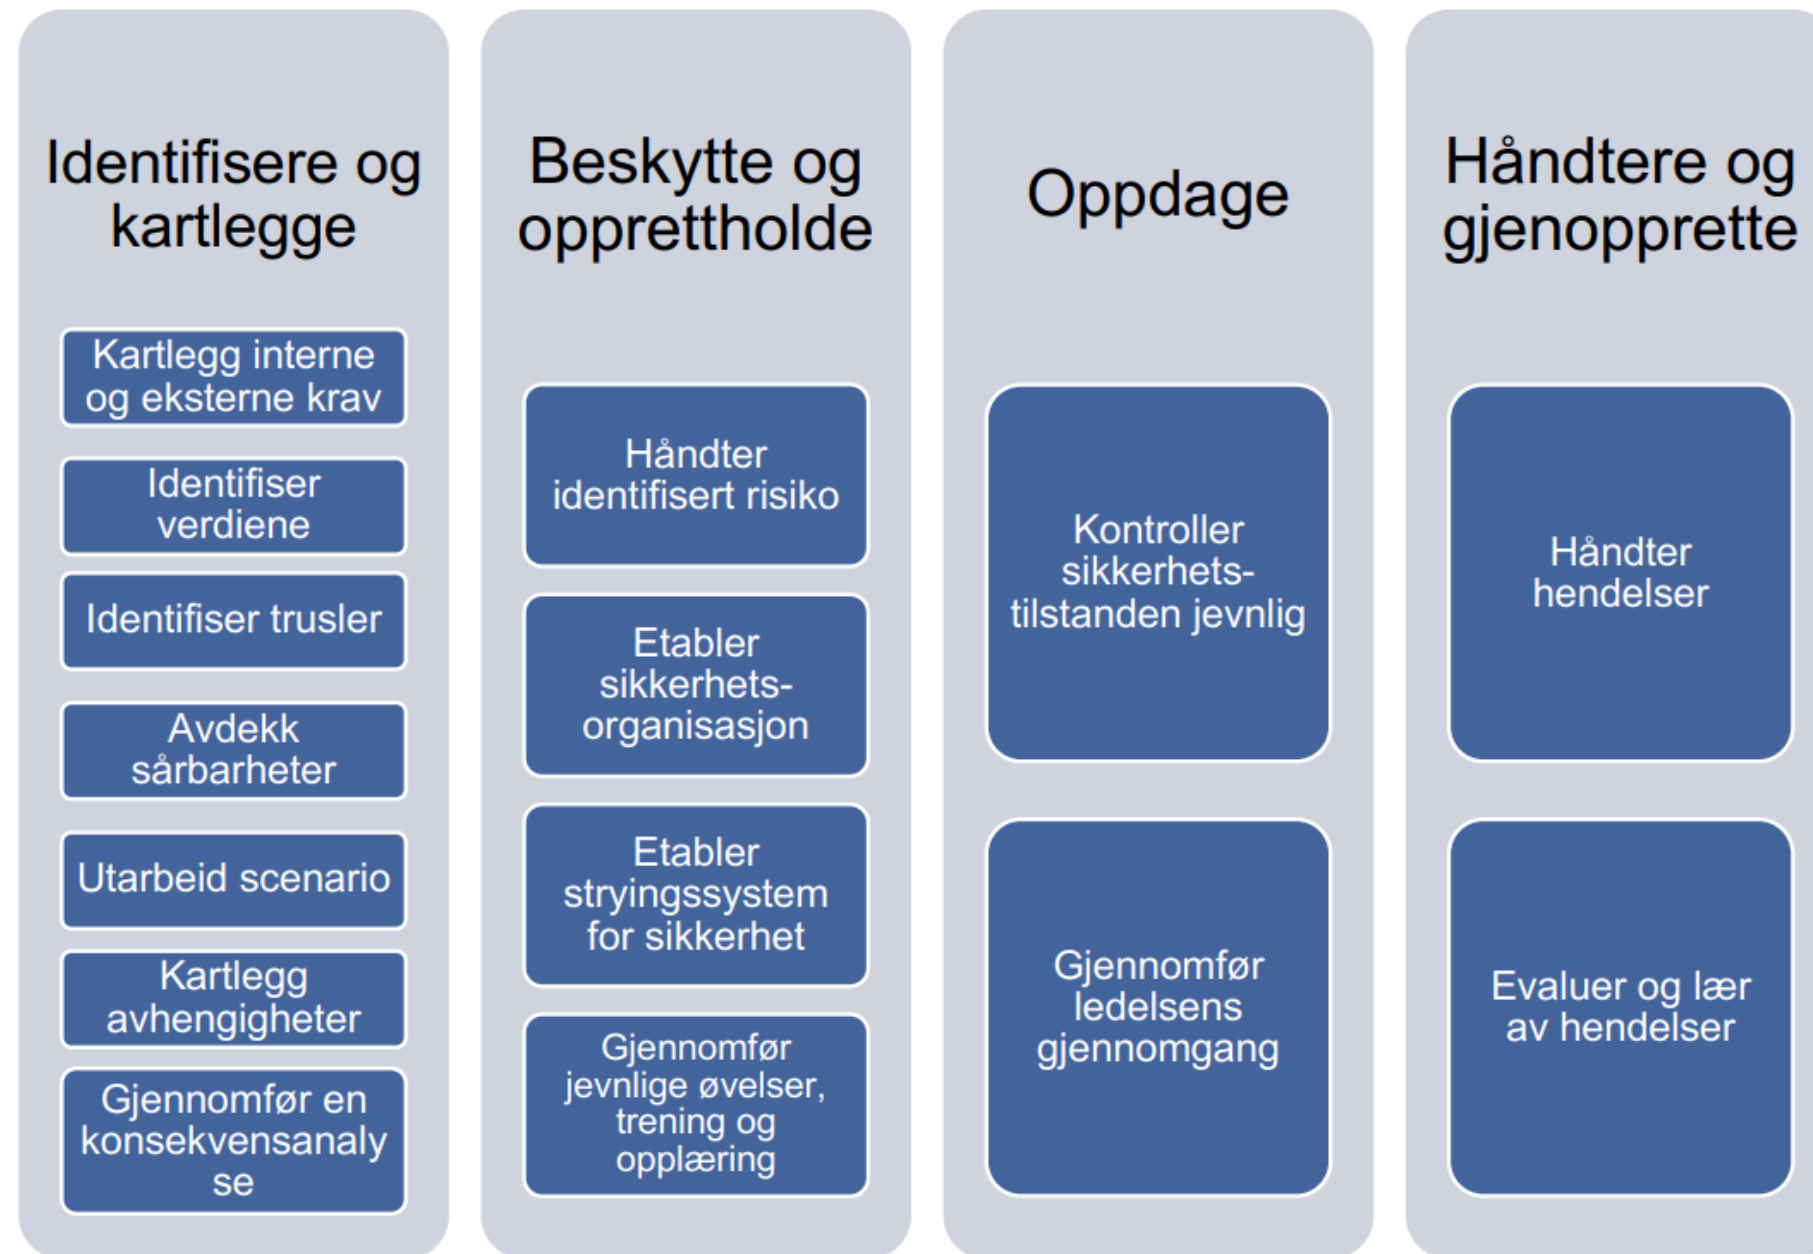 Identifisere og
kartlegge
Kartlegg interne
og eksterne krav
Identifiser
verdiene
Identifiser trusler
Avdekk
sårbarheter
Utarbeid scenario
Kartlegg
avhengigheter
Gjennomfør en
konsekvensanaly
se
Beskytte og
opprettholde
Håndter
identifisert risiko
Etabler
sikkerhets-
organisasjon
Etabler
stryingssystem
for sikkerhet
Gjennomfør
jevnlige øvelser,
trening og
opplæring
Oppdage
Kontroller
sikkerhets-
tilstanden jevnlig
Gjennomfør
ledelsens
gjennomgang
Håndtere og
gjenopprette
Håndter
hendelser
Evaluer og lær
av hendelser